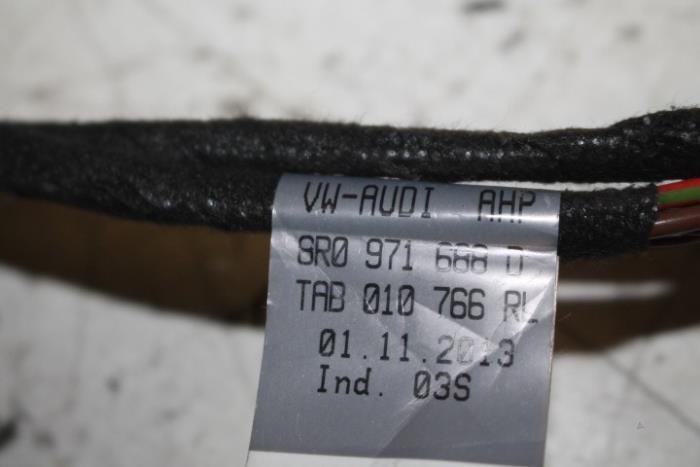 VW-AUDI AHP
8R0 971 688 D
TAB 010 766 RL
01.11.2013
Ind. 03S